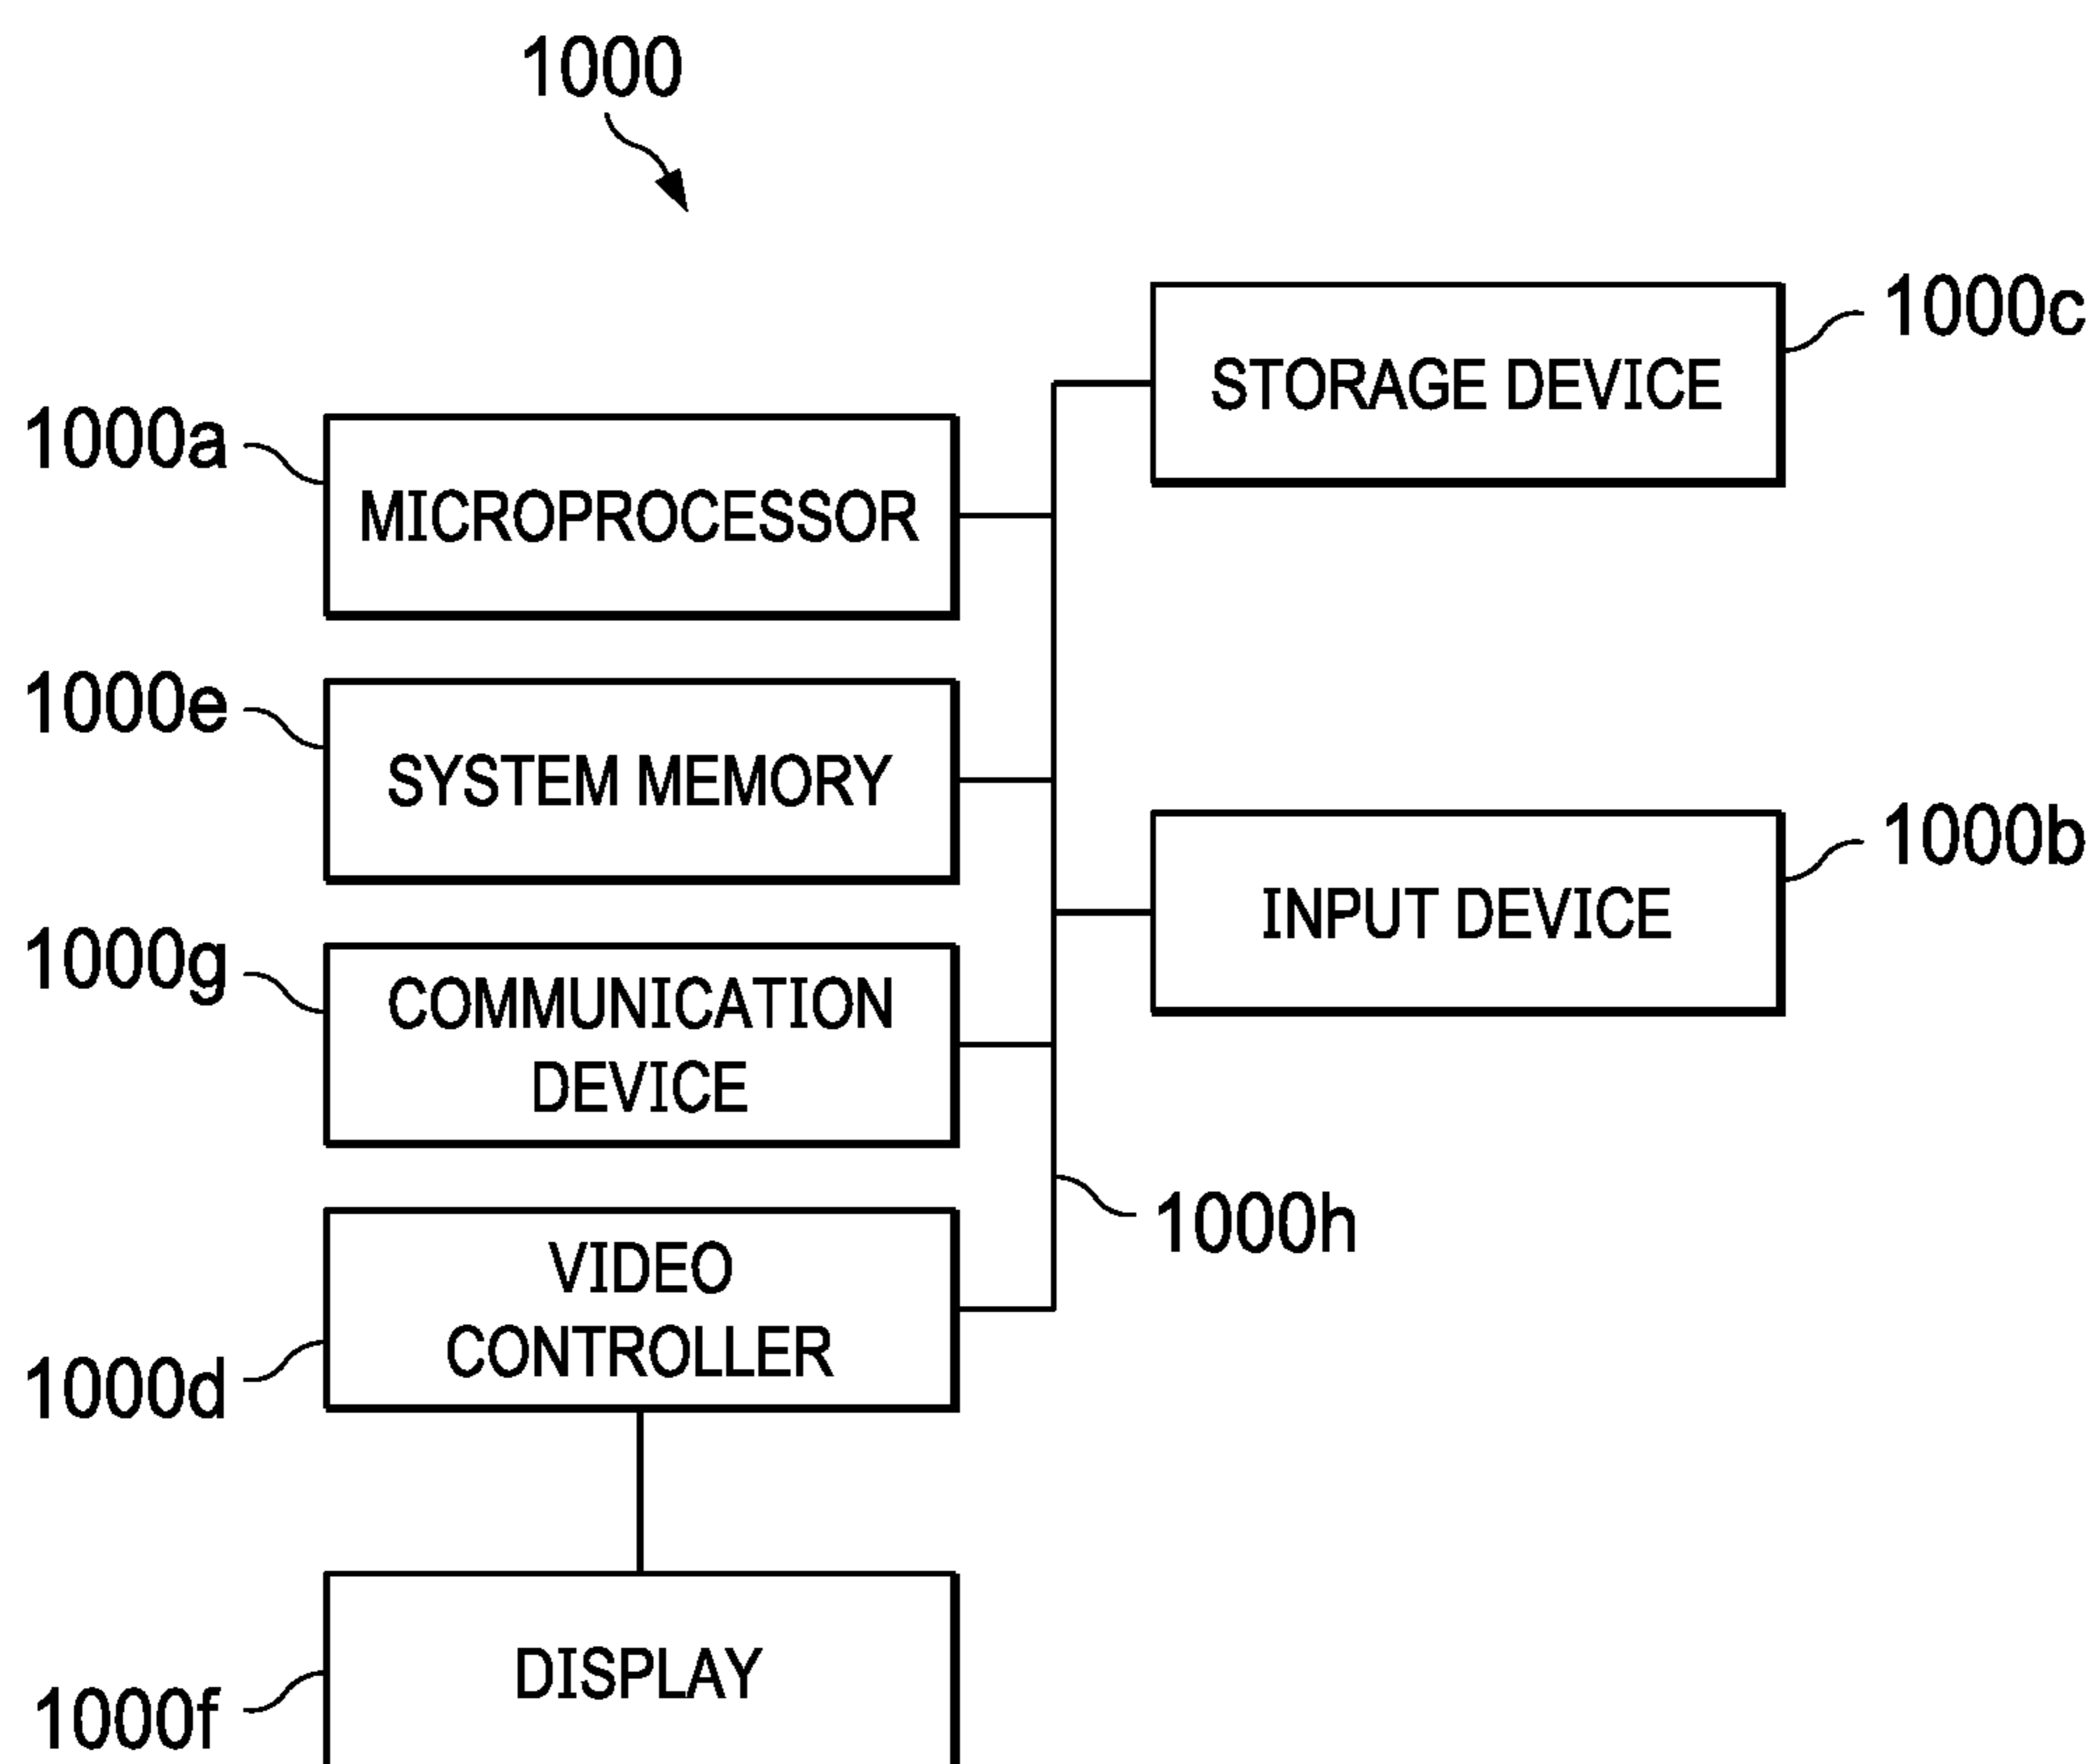 1000
1000c
STORAGE DEVICE
1000a
MICROPROCESSOR
1000e
SYSTEM MEMORY
1000b
INPUT DEVICE
1000g
COMMUNICATION
DEVICE
1000h
VIDEO
CONTROLLER
1000d
DISPLAY
1000f